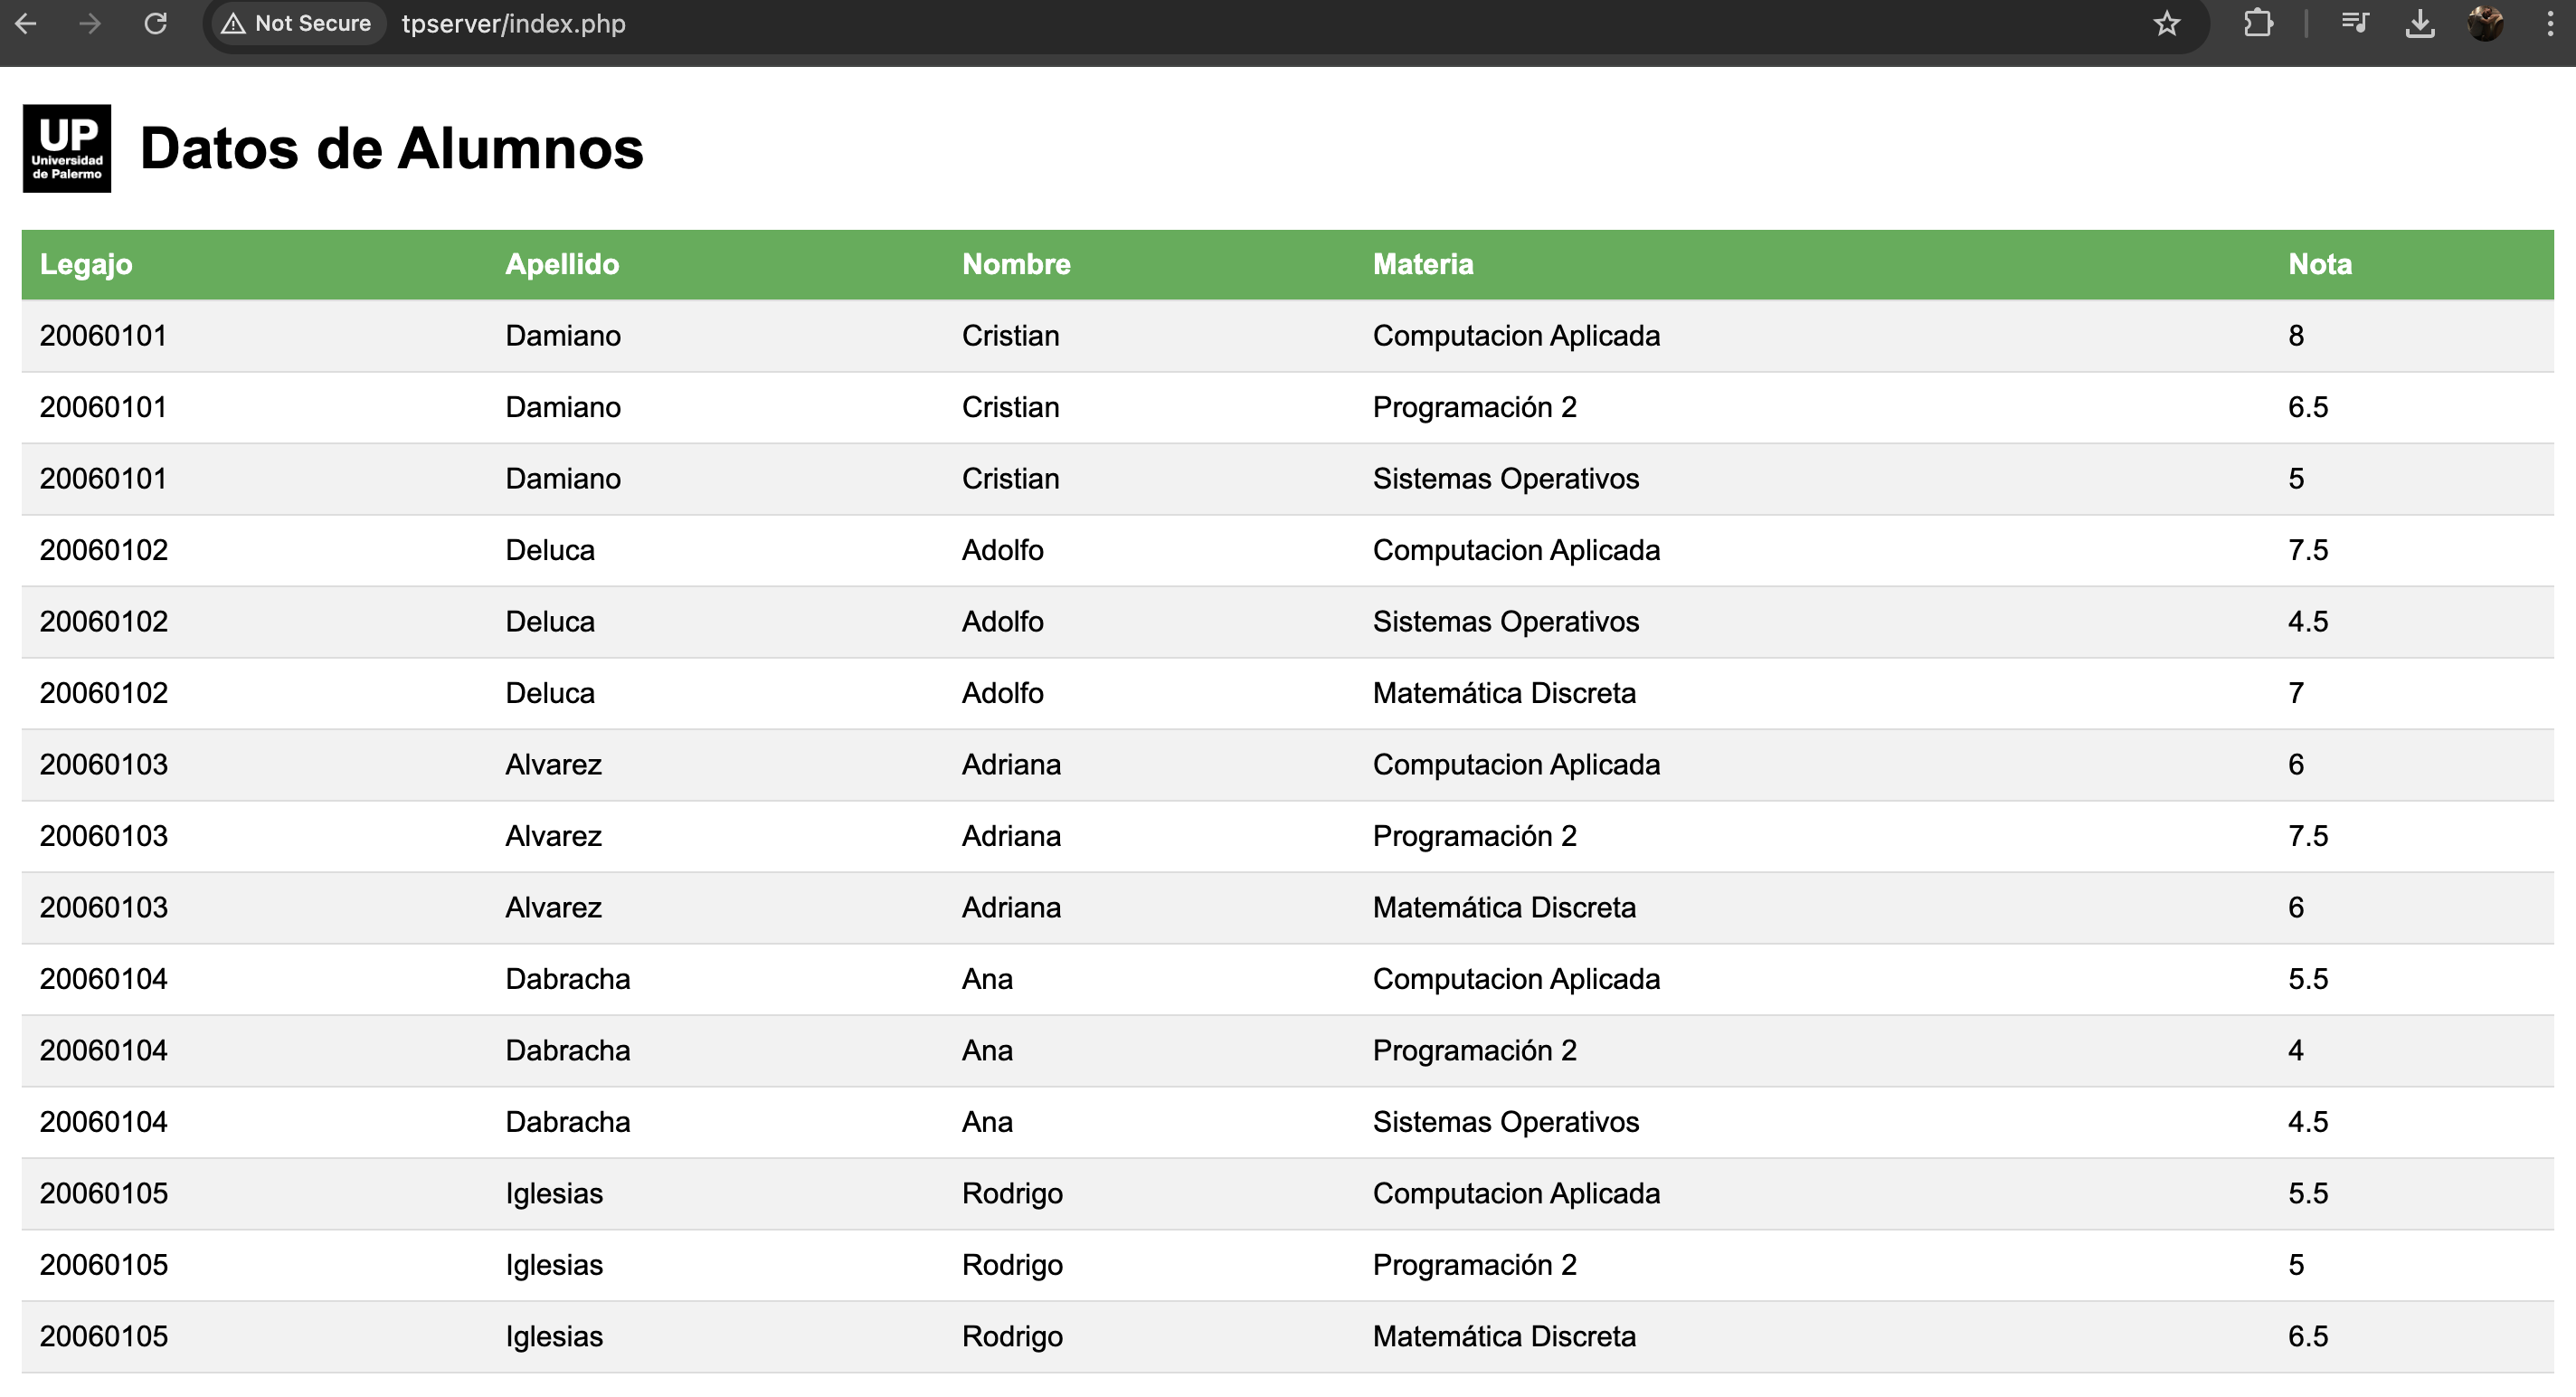 Not Secure tpserver/index.php
UP
Universidad
de Palermo
Datos de Alumnos
Legajo Apellido Nombre Materia Nota
20060101 Damiano Cristian Computacion Aplicada 8
20060101 Damiano Cristian Programación 2 6.5
20060101 Damiano Cristian Sistemas Operativos 5
20060102 Deluca Adolfo Computacion Aplicada 7.5
20060102 Deluca Adolfo Sistemas Operativos 4.5
20060102 Deluca Adolfo Matemática Discreta 7
20060103 Alvarez Adriana Computacion Aplicada 6
20060103 Alvarez Adriana Programación 2 7.5
20060103 Alvarez Adriana Matemática Discreta 6
20060104 Dabracha Ana Computacion Aplicada 5.5
20060104 Dabracha Ana Programación 2 4
20060104 Dabracha Ana Sistemas Operativos 4.5
20060105 Iglesias Rodrigo Computacion Aplicada 5.5
20060105 Iglesias Rodrigo Programación 2 5
20060105 Iglesias Rodrigo Matemática Discreta 6.5